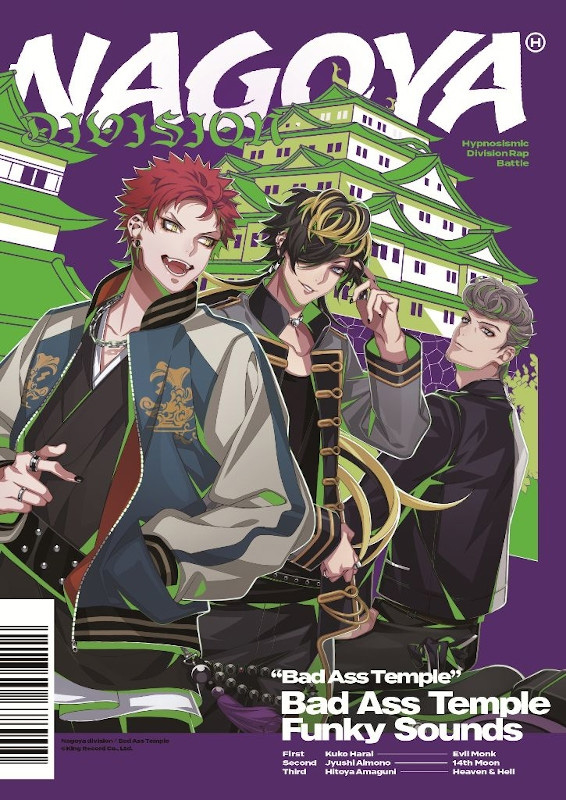 NAGOYA
H
DIVISION
Hypnosismic
Division Rap
Battle
"Bad Ass Temple"
Bad Ass Temple
Funky Sounds
First Kuko Harai Evil Monk
Second Jyushi Aimono 14th Moon
Third Hitoya Amaguni Heaven & Hell
Nagoya division / Bad Ass Temple
©King Record Co., Ltd.